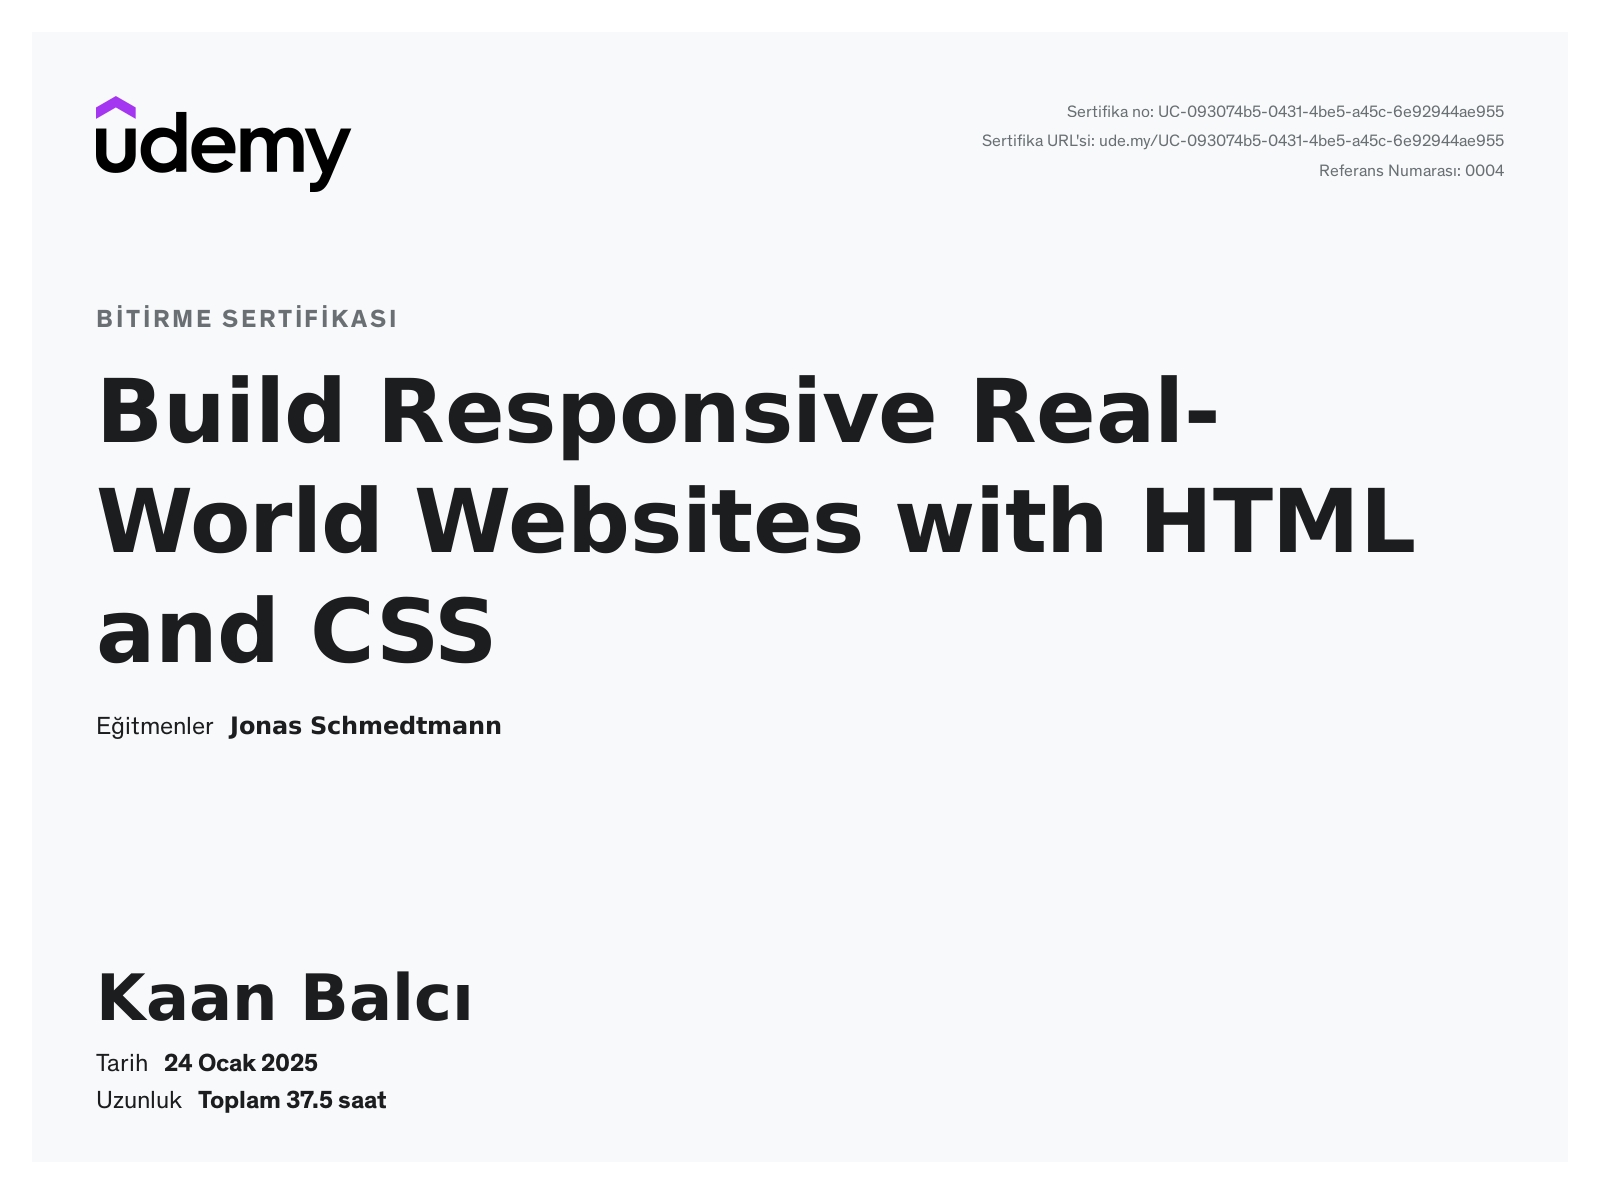 udemy
Sertifika no: UC-093074b5-0431-4be5-a45c-6e92944ae955
Sertifika URL'si: ude.my/UC-093074b5-0431-4be5-a45c-6e92944ae955
Referans Numarası: 0004
BİTİRME SERTİFİKASI
Build Responsive Real-
World Websites with HTML
and CSS
Eğitmenler Jonas Schmedtmann
Kaan Balcı
Tarih 24 Ocak 2025
Uzunluk Toplam 37.5 saat